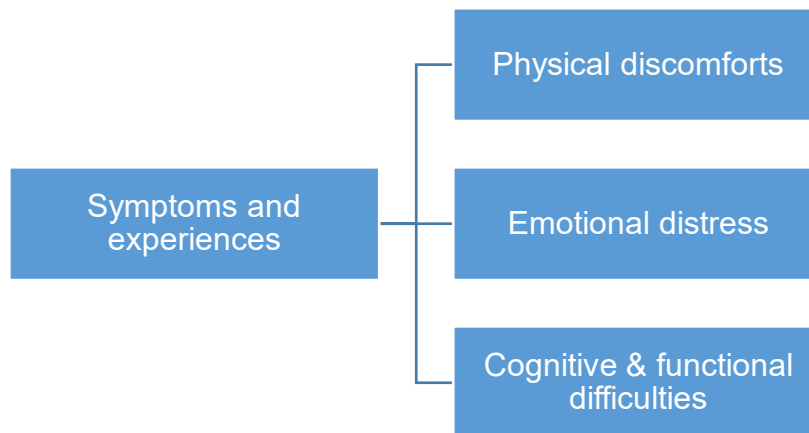 Physical discomforts
Symptoms and
experiences
Emotional distress
Cognitive & functional
difficulties